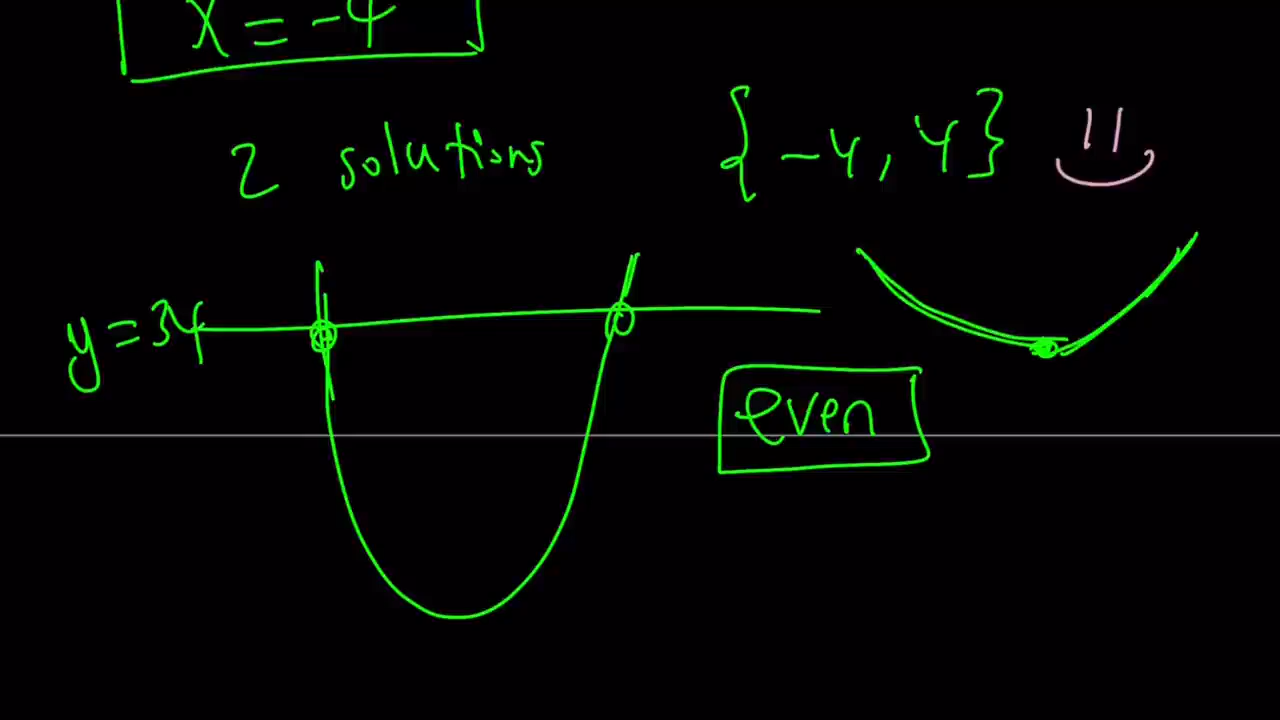 x = -4
2 solutions
{-4, 4}
y = 34
even